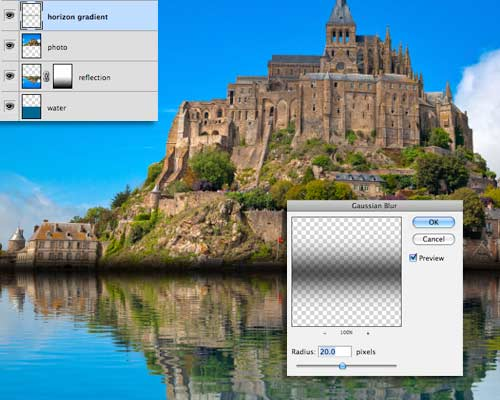 horizon gradient
photo
reflection
water
Gaussian Blur
OK
Cancel
Preview
100%
Radius: 20.0 pixels